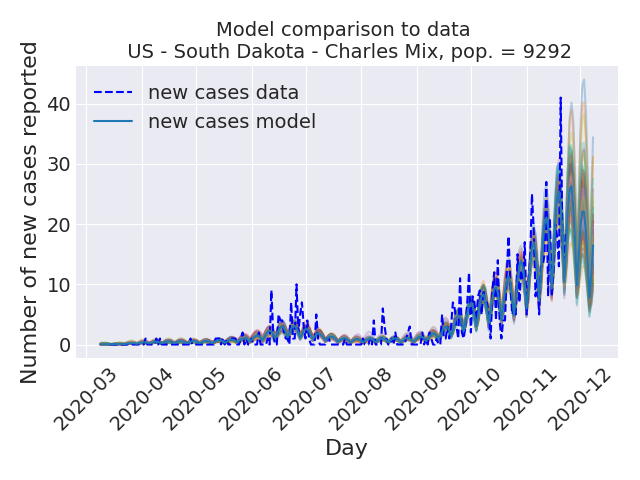 Model comparison to data
US - South Dakota - Charles Mix, pop. = 9292
Number of new cases reported
new cases data
new cases model
40
30
20
10
0
2020-03
2020-04
2020-05
2020-06
2020-07
2020-08
2020-09
2020-10
2020-11
2020-12
Day